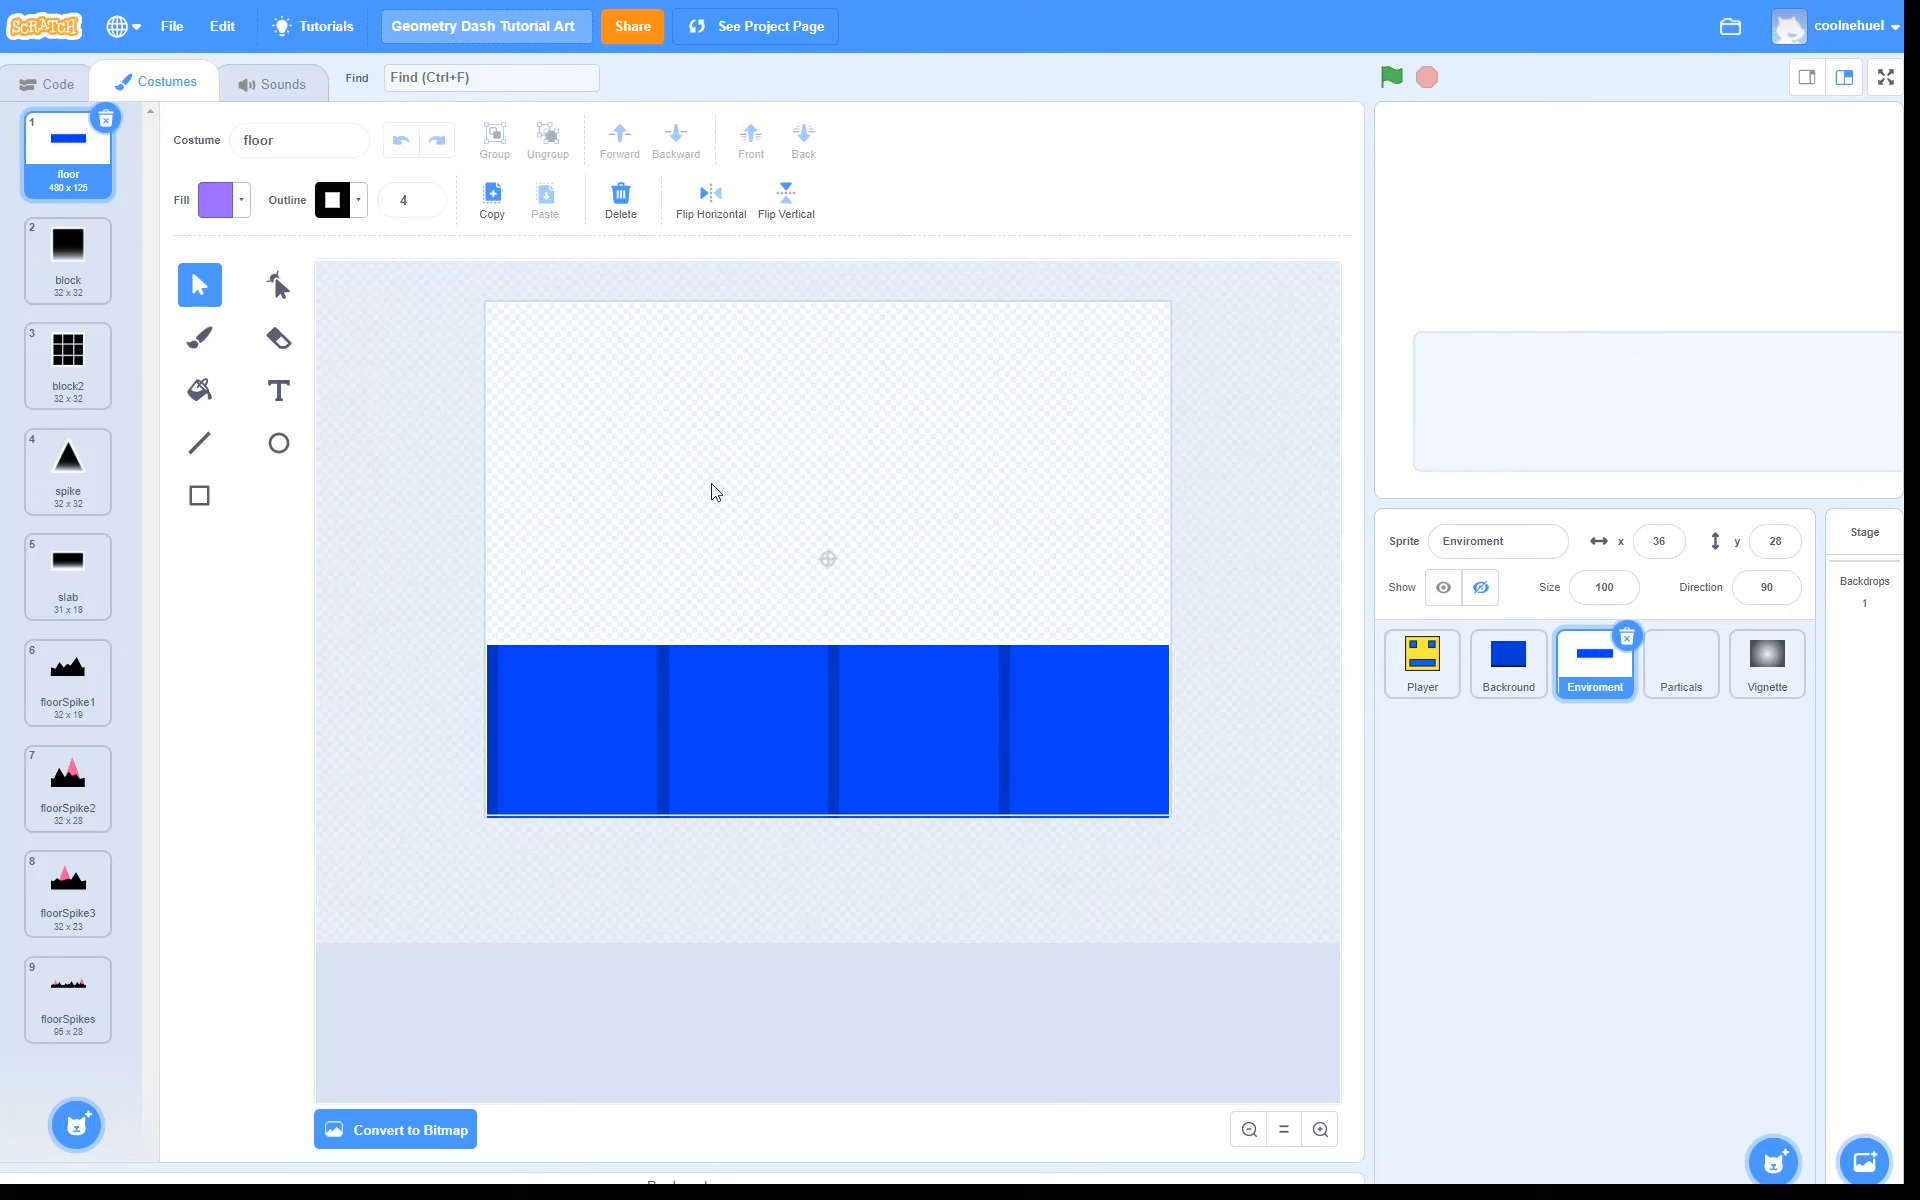 SCRATCH File Edit Tutorials Geometry Dash Tutorial Art Share See Project Page coolnehuel
Code Costumes Sounds Find Find (Ctrl+F)
1
floor
480 x 125
2
block
32 x 32
3
block2
32 x 32
4
spike
32 x 32
5
slab
31 x 18
6
floorSpike1
32 x 19
7
floorSpike2
32 x 28
8
floorSpike3
32 x 23
9
floorSpikes
95 x 28
Costume floor Group Ungroup Forward Backward Front Back
Fill Outline 4 Copy Paste Delete Flip Horizontal Flip Vertical
Convert to Bitmap
Sprite Enviroment x 36 y 28
Show Size 100 Direction 90
Player Backround Enviroment Particals Vignette
Stage
Backdrops
1